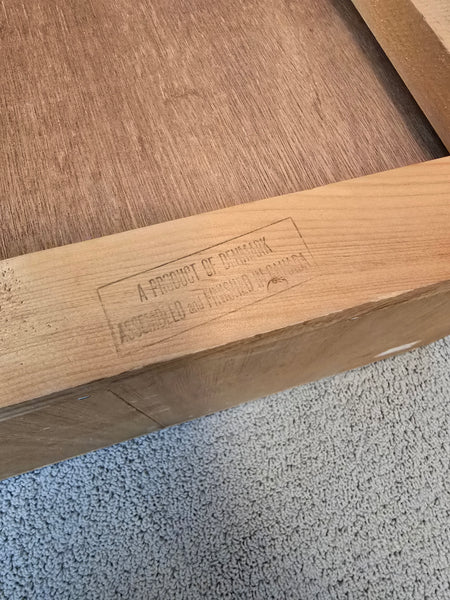 A PRODUCT OF DENMARK
ASSEMBLED and FINISHED IN CANADA